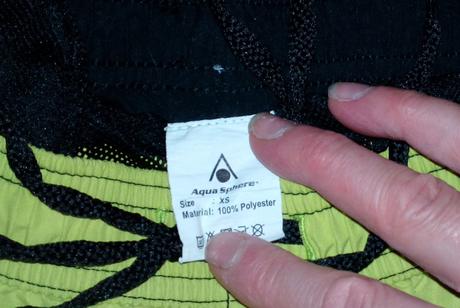 Aqua Sphere
Size : XS
Material: 100% Polyester